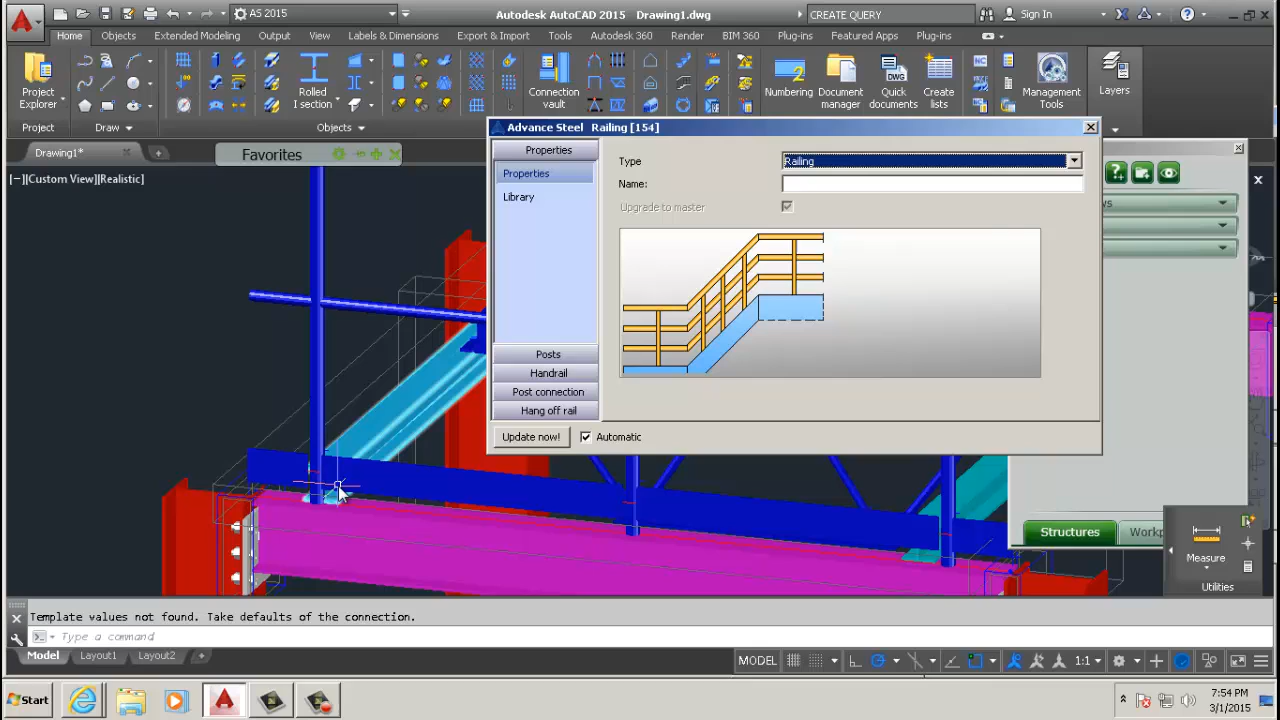 AS 2015
Autodesk AutoCAD 2015 Drawing1.dwg
CREATE QUERY
Sign In
Home
Objects
Extended Modeling
Output
View
Labels & Dimensions
Export & Import
Tools
Autodesk 360
Render
BIM 360
Plug-ins
Featured Apps
Plug-ins
Project
Explorer
Rolled
I section
Connection
vault
Numbering
Document
manager
Quick
documents
Create
lists
Management
Tools
Layers
Project
Draw
Objects
Drawing1*
Favorites
[−][Custom View][Realistic]
Advance Steel Railing [154]
Properties
Properties
Library
Posts
Handrail
Post connection
Hang off rail
Type
Railing
Name:
Upgrade to master
Update now!
Automatic
ws
Structures
Workp
Measure
Utilities
Template values not found. Take defaults of the connection.
Type a command
Model
Layout1
Layout2
MODEL
1:1
Start
7:54 PM
3/1/2015